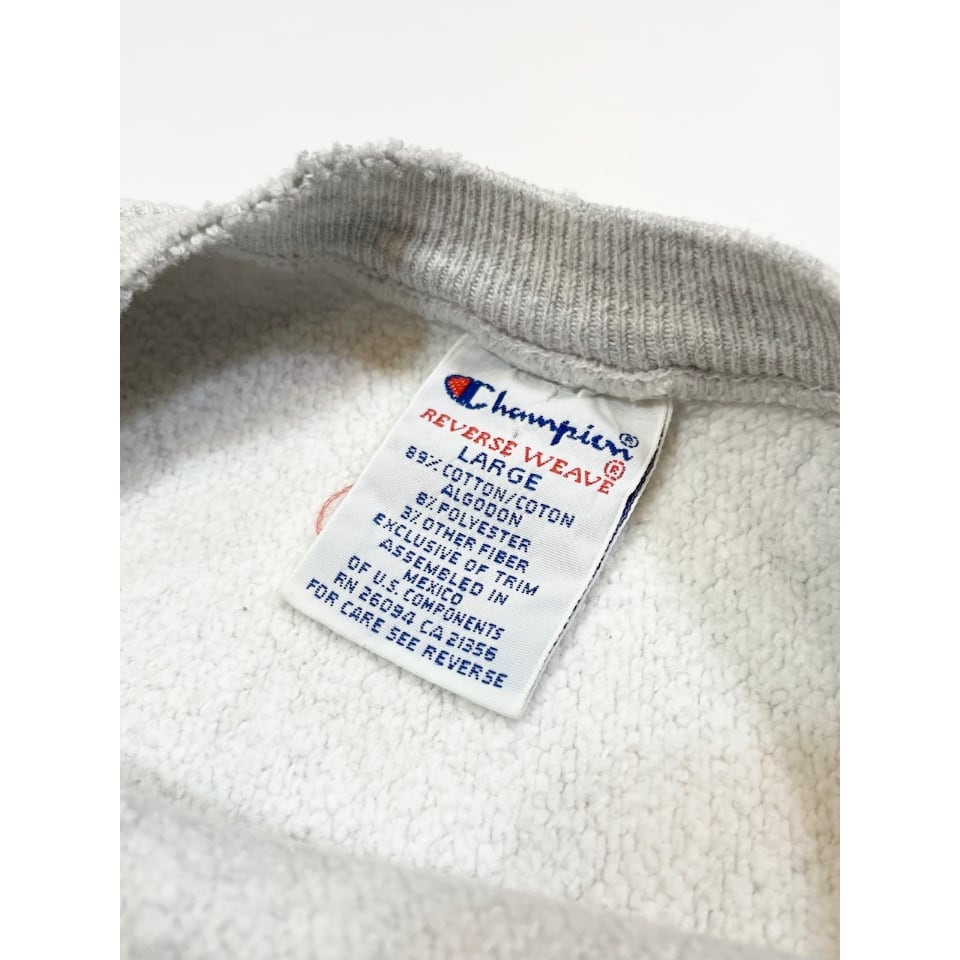 Champion®
REVERSE WEAVE®
LARGE
89% COTTON/COTON
ALGODON
8% POLYESTER
3% OTHER FIBER
EXCLUSIVE OF TRIM
ASSEMBLED IN
MEXICO
OF U.S. COMPONENTS
RN 26094 CA 21356
FOR CARE SEE REVERSE